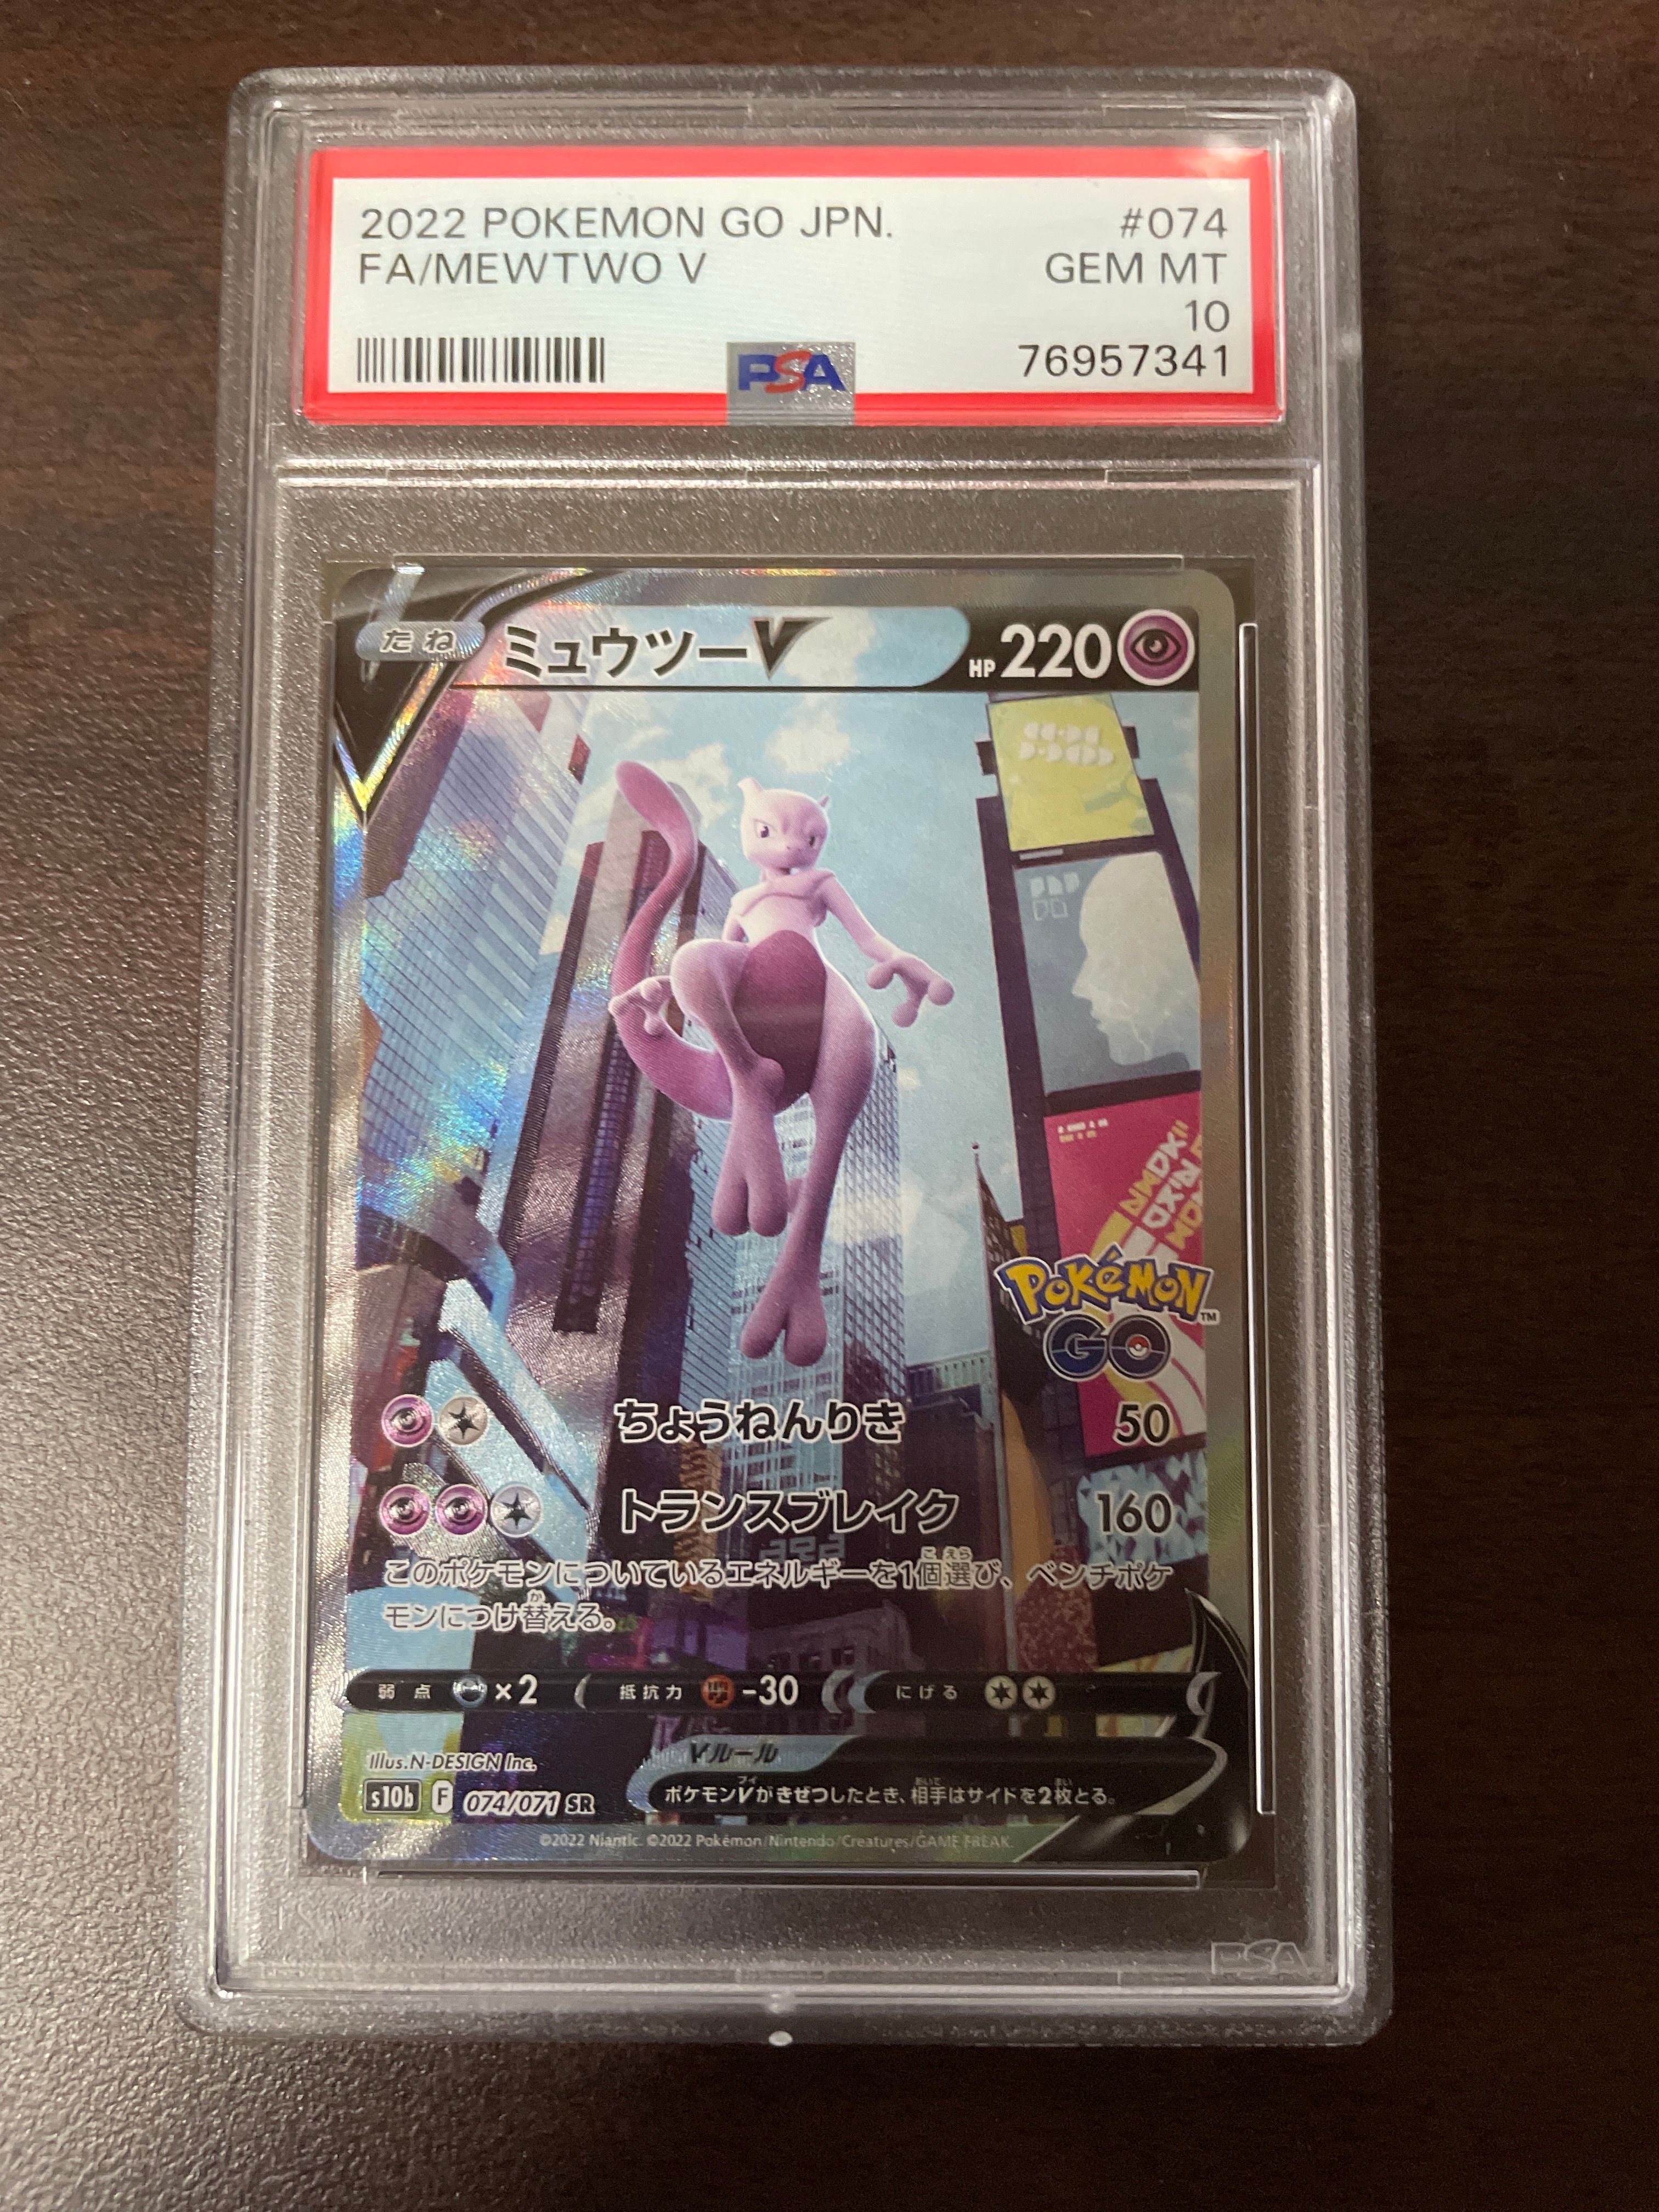 2022 POKEMON GO JPN. #074
FA/MEWTWO V GEM MT
10
PSA 76957341
たね ミュウツーV HP 220
Pokémon™
GO
ちょうねんりき 50
トランスブレイク 160
このポケモンについているエネルギーを1個選び、ベンチポケ
モンにつけ替える。
弱点 ×2 抵抗力 -30 にげる
Illus.N-DESIGN Inc.
Vルール
s10b F 074/071 SR
ポケモンVがきぜつしたとき、相手はサイドを2枚とる。
©2022 Niantic. ©2022 Pokémon/Nintendo/Creatures/GAME FREAK.
PSA